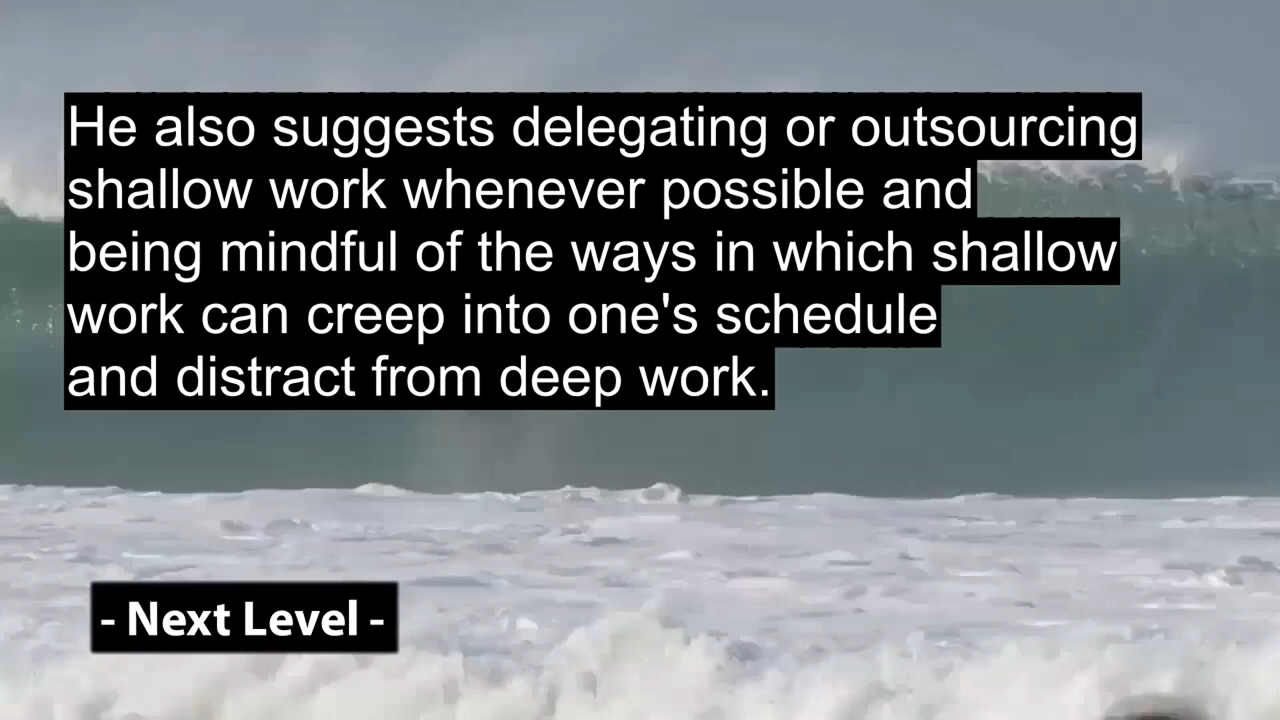 He also suggests delegating or outsourcing
shallow work whenever possible and
being mindful of the ways in which shallow
work can creep into one's schedule
and distract from deep work.
- Next Level -